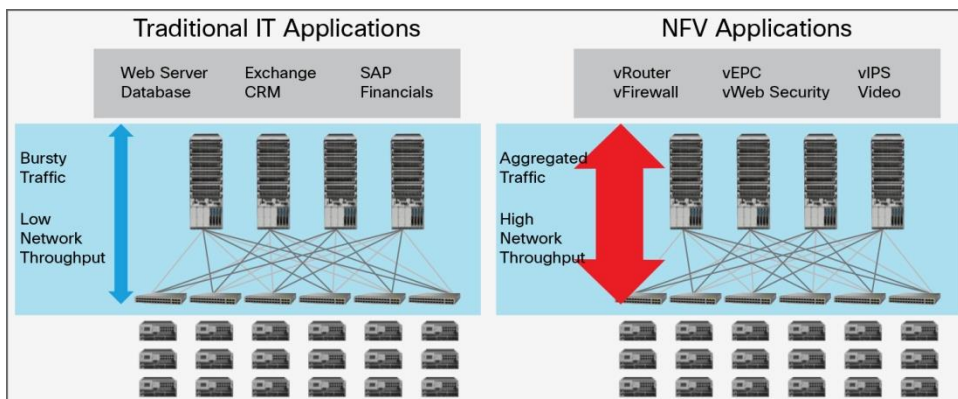 Traditional IT Applications
Web Server
Database
Exchange
CRM
SAP
Financials
Bursty
Traffic
Low
Network
Throughput
NFV Applications
vRouter
vFirewall
vEPC
vWeb Security
vIPS
Video
Aggregated
Traffic
High
Network
Throughput